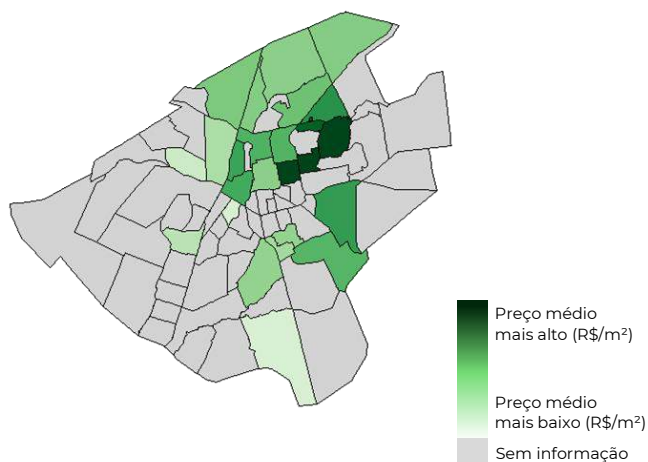 Preço médio
mais alto (R$/m²)
Preço médio
mais baixo (R$/m²)
Sem informação